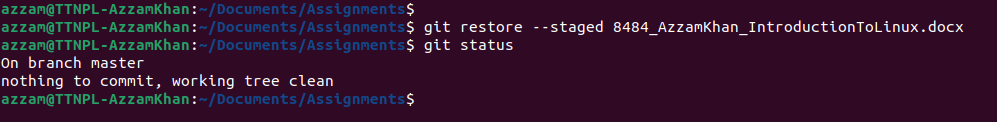 azzam@TTNPL-AzzamKhan:~/Documents/Assignments$
azzam@TTNPL-AzzamKhan:~/Documents/Assignments$ git restore --staged 8484_AzzamKhan_IntroductionToLinux.docx
azzam@TTNPL-AzzamKhan:~/Documents/Assignments$ git status
On branch master
nothing to commit, working tree clean
azzam@TTNPL-AzzamKhan:~/Documents/Assignments$